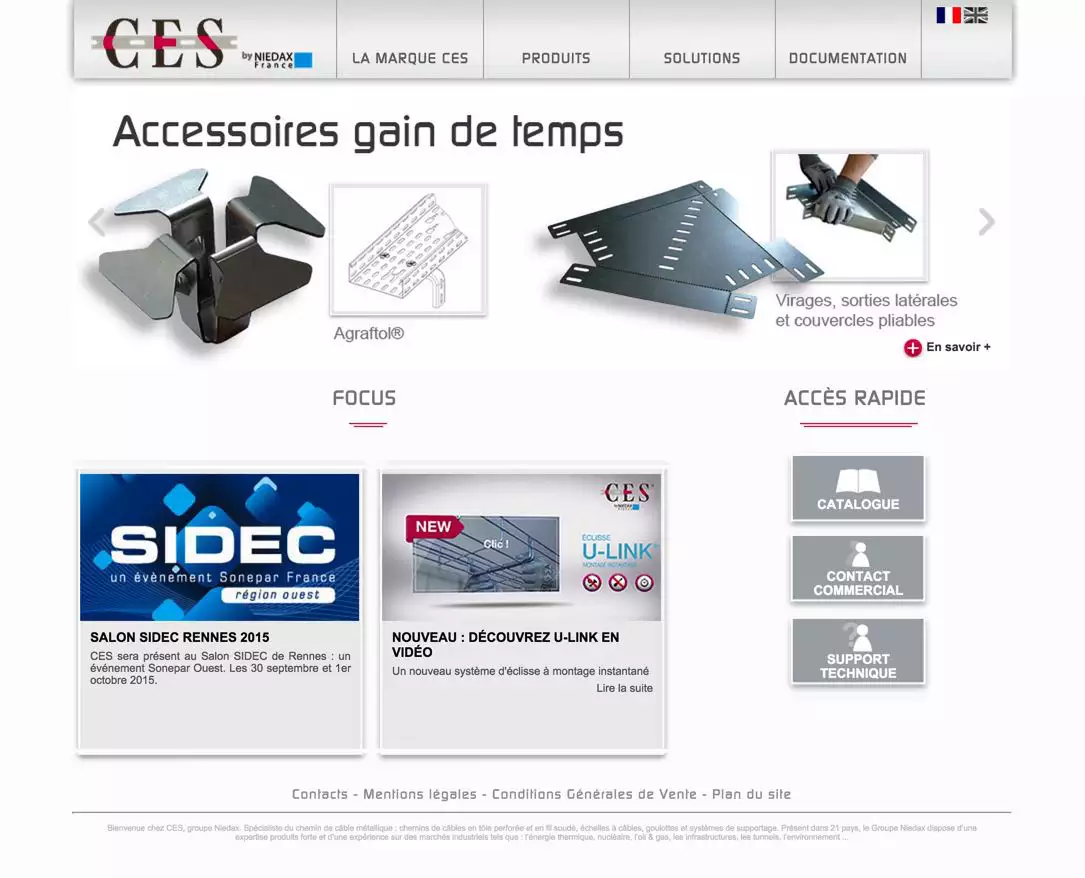 CES
by NIEDAX
France
LA MARQUE CES
PRODUITS
SOLUTIONS
DOCUMENTATION
Accessoires gain de temps
Agraftol®
Virages, sorties latérales
et couvercles pliables
En savoir +
FOCUS
ACCÈS RAPIDE
SIDEC
un évènement Sonepar France
région ouest
SALON SIDEC RENNES 2015
CES sera présent au Salon SIDEC de Rennes : un
événement Sonepar Ouest. Les 30 septembre et 1er
octobre 2015.
CES
by NIEDAX
NEW
Clic !
ÉCLISSE
U-LINK
MONTAGE INSTANTANÉ
NOUVEAU : DÉCOUVREZ U-LINK EN
VIDÉO
Un nouveau système d'éclisse à montage instantané
Lire la suite
CATALOGUE
CONTACT
COMMERCIAL
SUPPORT
TECHNIQUE
Contacts - Mentions légales - Conditions Générales de Vente - Plan du site
Bienvenue chez CES, groupe Niedax. Spécialiste du chemin de câble métallique : chemins de câbles en tôle perforée et en fil soudé, échelles à câbles, goulottes et systèmes de supportage. Présent dans 21 pays, le Groupe Niedax dispose d'une
expertise produits forte et d'une expérience sur des marchés industriels tels que : l'énergie thermique, nucléaire, l'oil & gas, les infrastructures, les tunnels, l'environnement ...